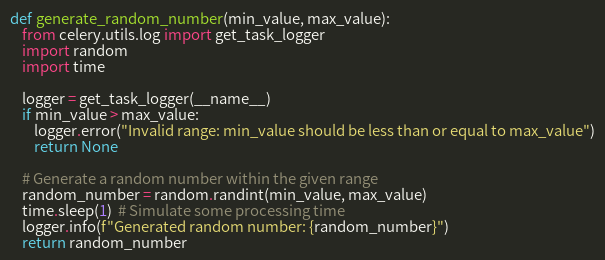 def generate_random_number(min_value, max_value):
    from celery.utils.log import get_task_logger
    import random
    import time

    logger = get_task_logger(__name__)
    if min_value > max_value:
        logger.error("Invalid range: min_value should be less than or equal to max_value")
        return None

    # Generate a random number within the given range
    random_number = random.randint(min_value, max_value)
    time.sleep(1)  # Simulate some processing time
    logger.info(f"Generated random number: {random_number}")
    return random_number